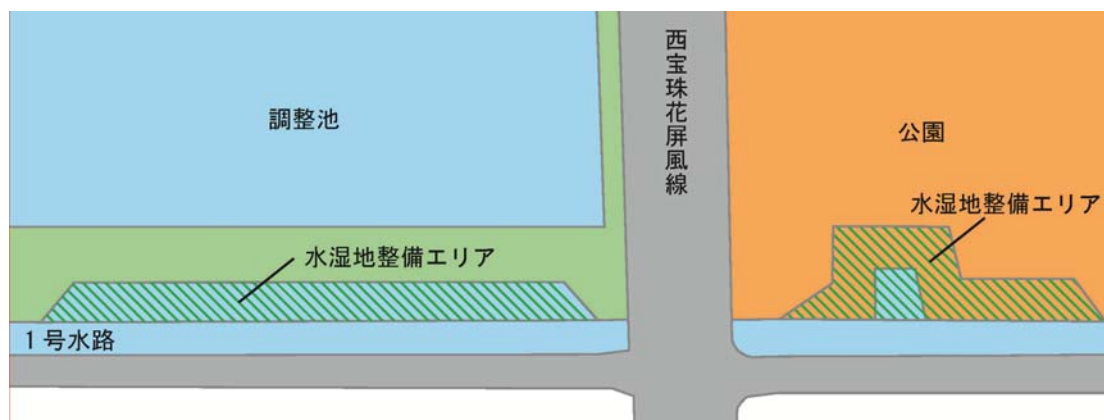 調整池
西宝珠花屏風線
公園
水湿地整備エリア
水湿地整備エリア
1号水路